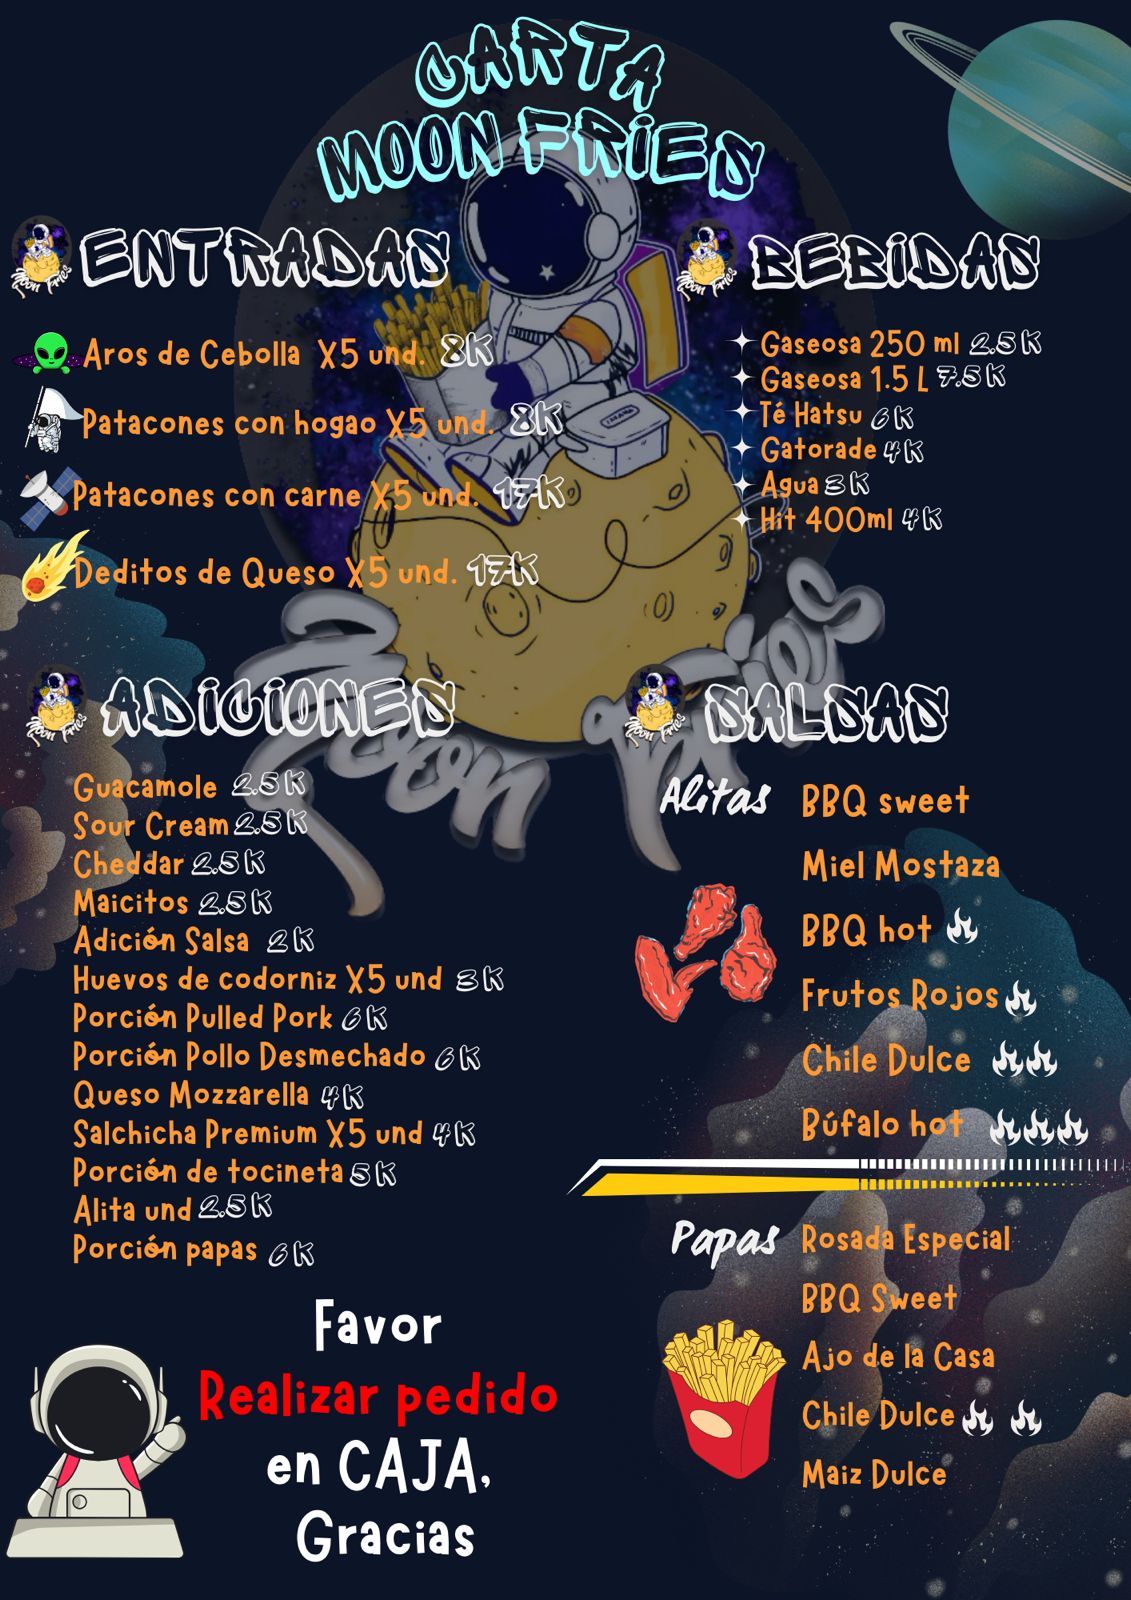 CARTA
MOON FRIES
ENTRADAS
Aros de Cebolla X5 und. 8K
Patacones con hogao X5 und. 8K
Patacones con carne X5 und. 17K
Deditos de Queso X5 und. 17K
BEBIDAS
Gaseosa 250 ml 2.5K
Gaseosa 1.5 L 7.5K
Té Hatsu 6K
Gatorade 4K
Agua 3K
Hit 400ml 4K
Moon Fries
ADICIONES
Guacamole 2.5K
Sour Cream 2.5K
Cheddar 2.5K
Maicitos 2.5K
Adición Salsa 2K
Huevos de codorniz X5 und 3K
Porción Pulled Pork 6K
Porción Pollo Desmechado 6K
Queso Mozzarella 4K
Salchicha Premium X5 und 4K
Porción de tocineta 5K
Alita und 2.5K
Porción papas 6K
SALSAS
Alitas
BBQ sweet
Miel Mostaza
BBQ hot
Frutos Rojos
Chile Dulce
Búfalo hot
Papas
Rosada Especial
BBQ Sweet
Ajo de la Casa
Chile Dulce
Maiz Dulce
Favor
Realizar pedido
en CAJA,
Gracias